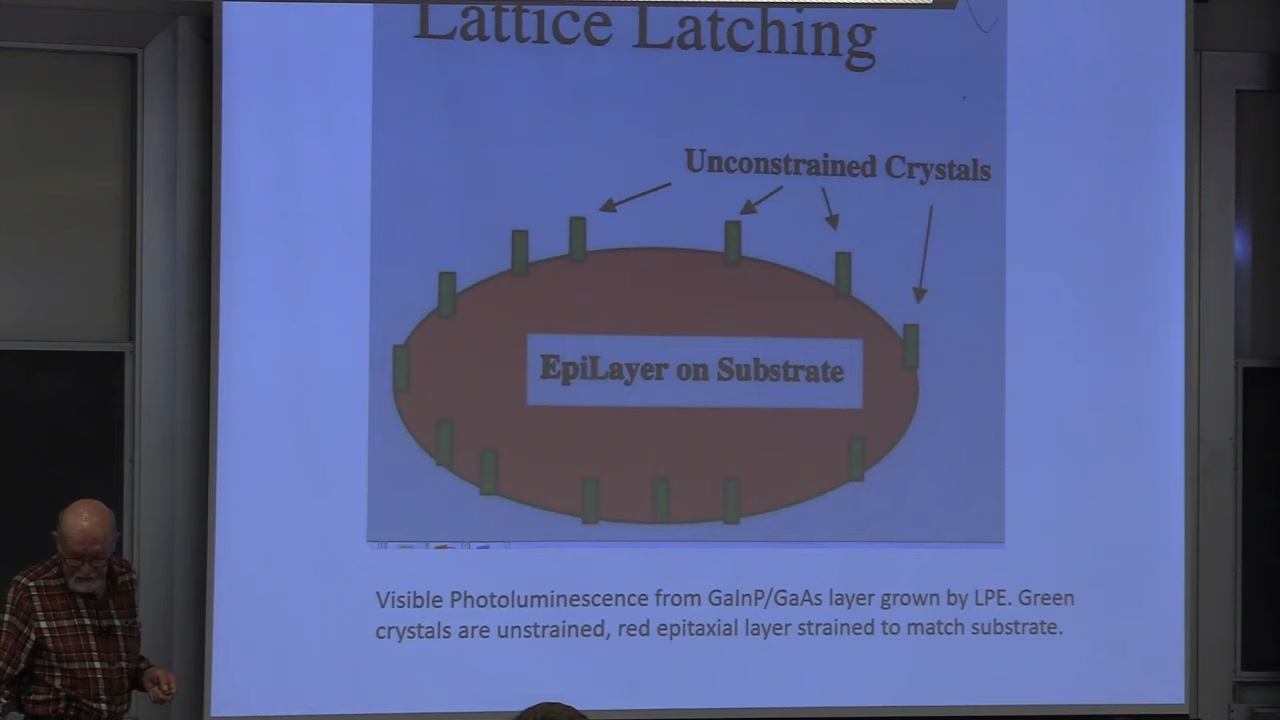 Lattice Latching
Unconstrained Crystals
EpiLayer on Substrate
Visible Photoluminescence from GaInP/GaAs layer grown by LPE. Green
crystals are unstrained, red epitaxial layer strained to match substrate.